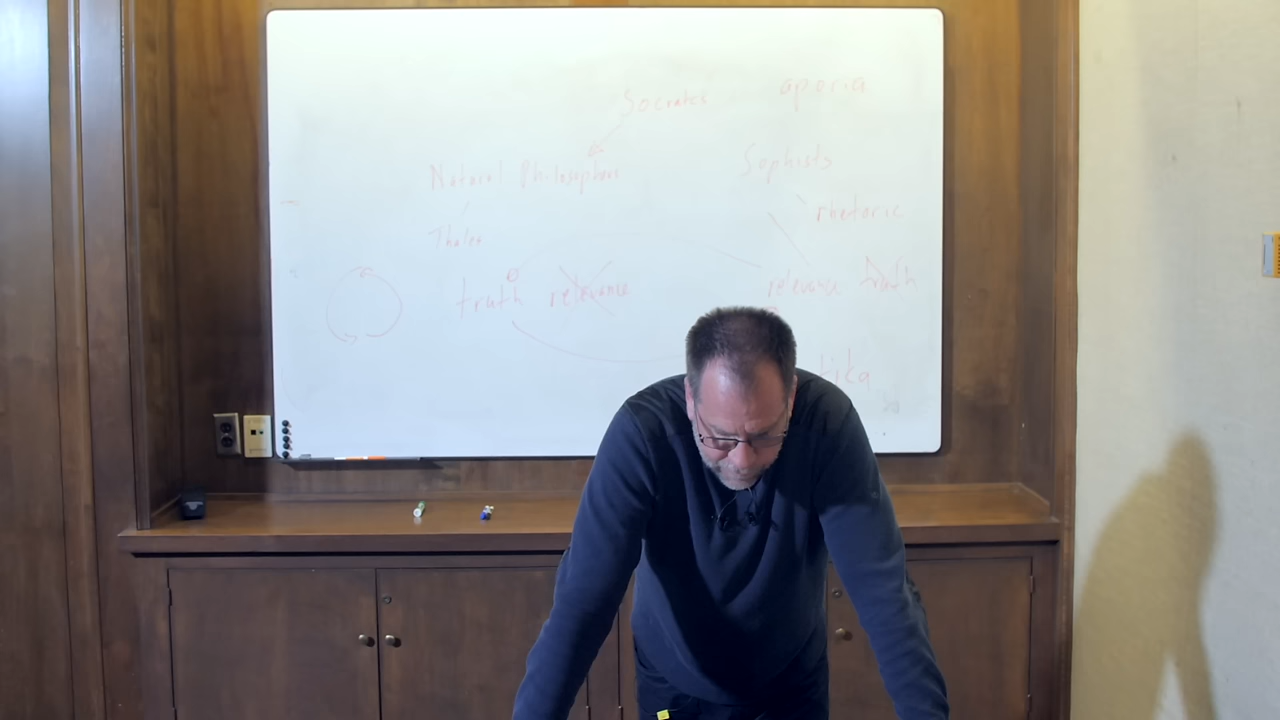 Socrates aporia
Natural Philosophers Sophists
rhetoric
Thales
truth relevance relevance truth